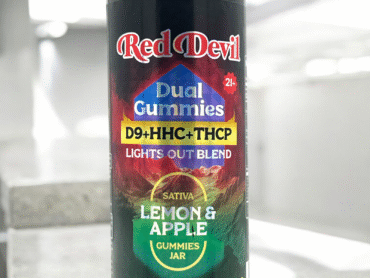 Red Devil
21+
Dual
Gummies
D9+HHC+THCP
LIGHTS OUT BLEND
SATIVA
LEMON &
APPLE
GUMMIES
JAR